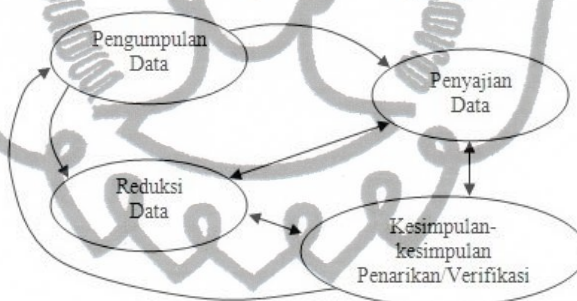 Pengumpulan
Data
Penyajian
Data
Reduksi
Data
Kesimpulan-
kesimpulan
Penarikan/Verifikasi